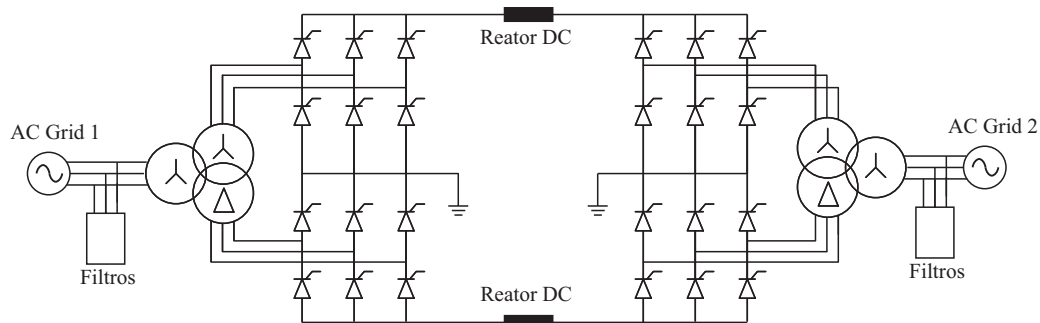 Reator DC
AC Grid 1
AC Grid 2
Filtros
Filtros
Reator DC